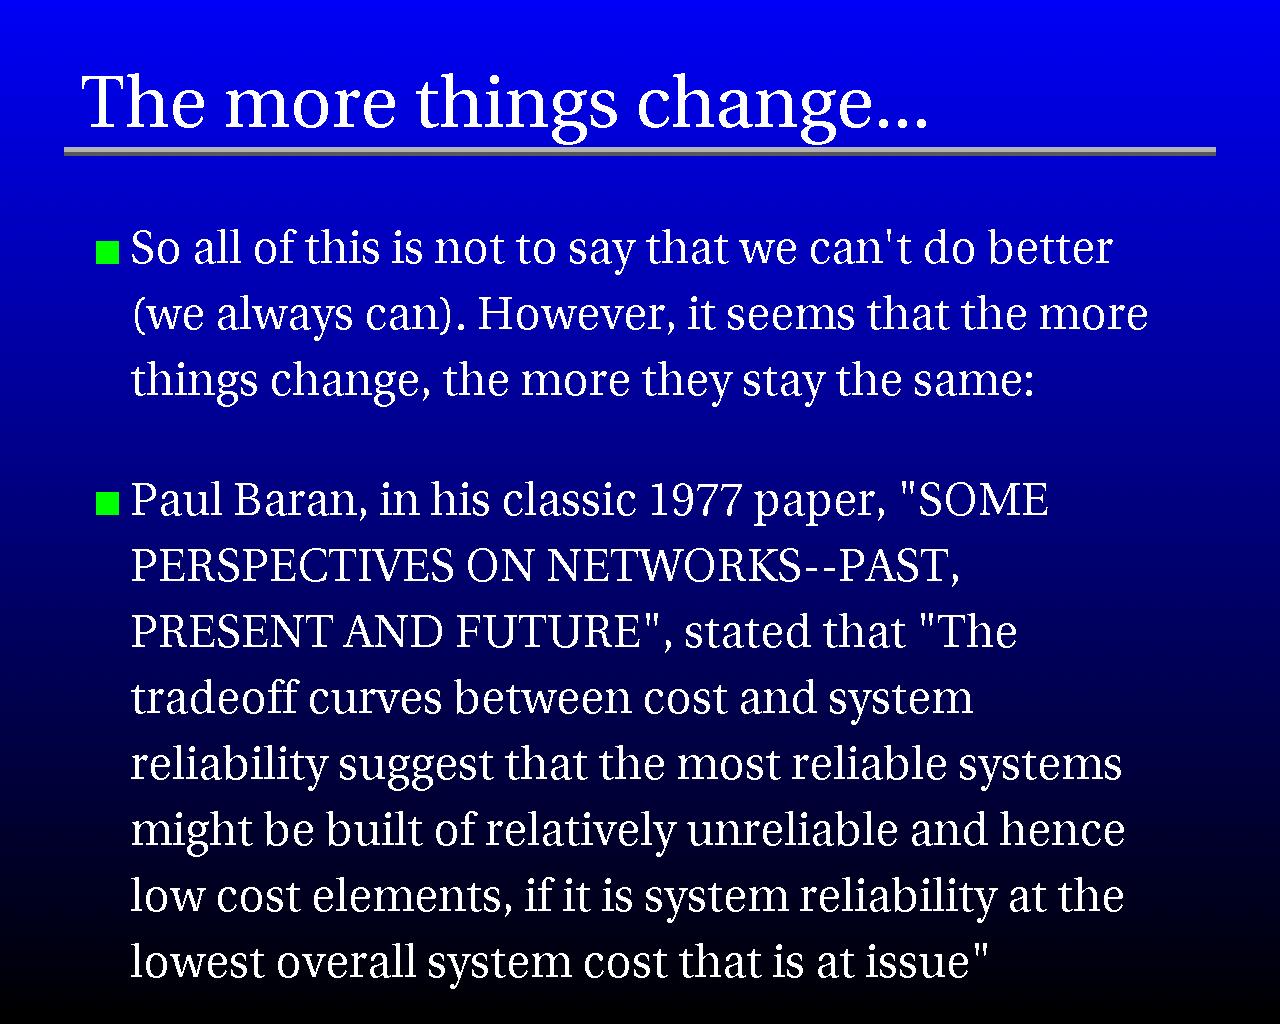 The more things change...
So all of this is not to say that we can't do better
(we always can). However, it seems that the more
things change, the more they stay the same:
Paul Baran, in his classic 1977 paper, "SOME
PERSPECTIVES ON NETWORKS--PAST,
PRESENT AND FUTURE", stated that "The
tradeoff curves between cost and system
reliability suggest that the most reliable systems
might be built of relatively unreliable and hence
low cost elements, if it is system reliability at the
lowest overall system cost that is at issue"